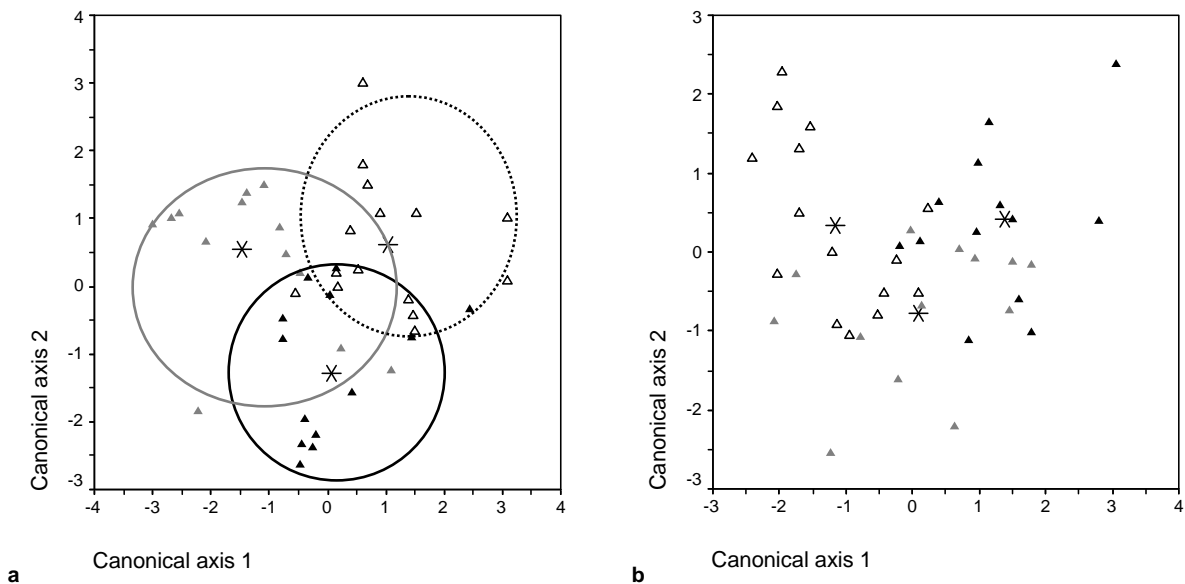 4
3
2
1
0
-1
-2
-3
-4 -3 -2 -1 0 1 2 3 4
Canonical axis 2
Canonical axis 1
a
3
2
1
0
-1
-2
-3
-3 -2 -1 0 1 2 3 4
Canonical axis 2
Canonical axis 1
b